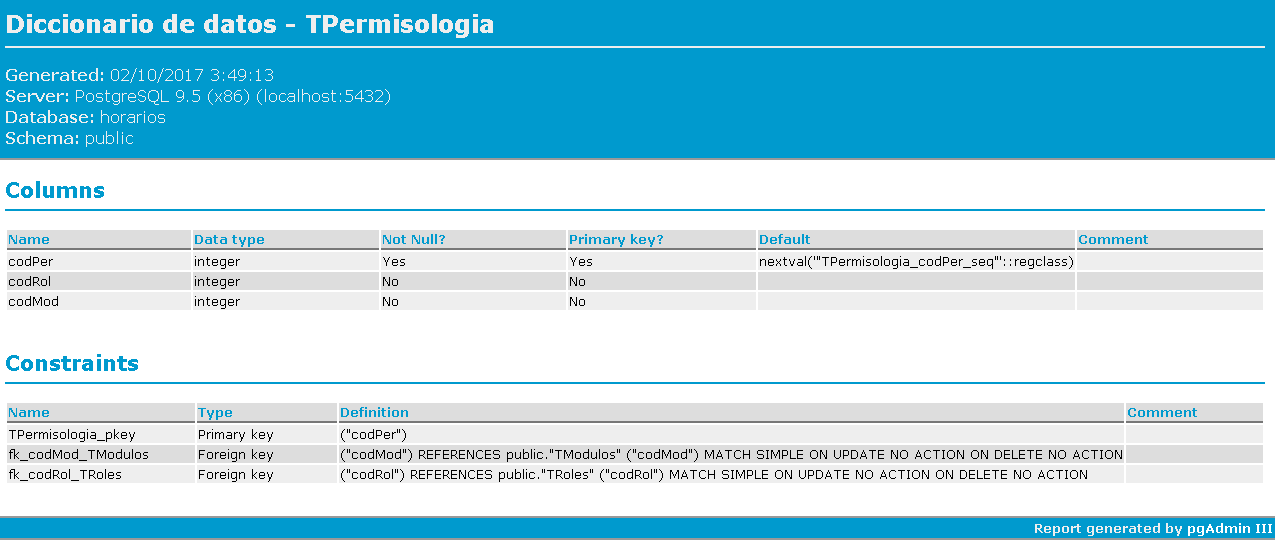 Diccionario de datos - TPermisologia
Generated: 02/10/2017 3:49:13
Server: PostgreSQL 9.5 (x86) (localhost:5432)
Database: horarios
Schema: public
Columns
Name Data type Not Null? Primary key? Default Comment
codPer integer Yes Yes nextval('"TPermisologia_codPer_seq"'::regclass)
codRol integer No No
codMod integer No No
Constraints
Name Type Definition Comment
TPermisologia_pkey Primary key ("codPer")
fk_codMod_TModulos Foreign key ("codMod") REFERENCES public."TModulos" ("codMod") MATCH SIMPLE ON UPDATE NO ACTION ON DELETE NO ACTION
fk_codRol_TRoles Foreign key ("codRol") REFERENCES public."TRoles" ("codRol") MATCH SIMPLE ON UPDATE NO ACTION ON DELETE NO ACTION
Report generated by pgAdmin III